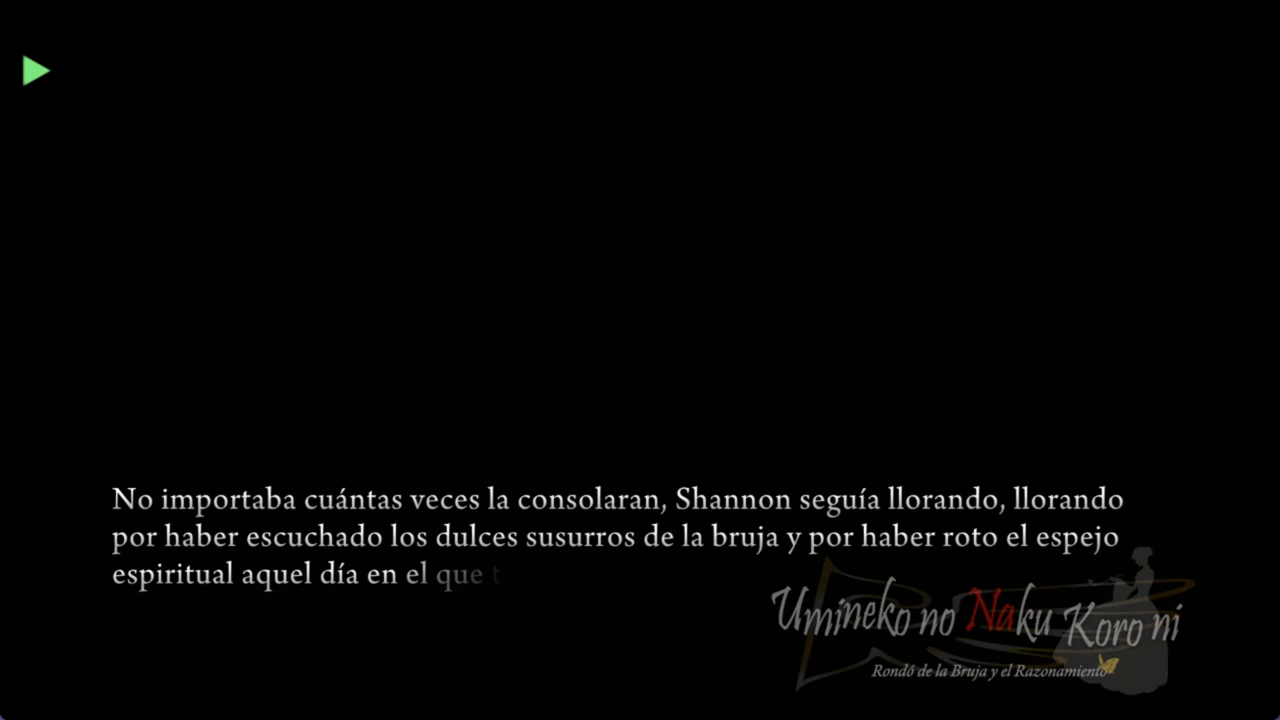 No importaba cuántas veces la consolaran, Shannon seguía llorando, llorando
por haber escuchado los dulces susurros de la bruja y por haber roto el espejo
espiritual aquel día en el que t
Umineko no Naku Koro ni
Rondó de la Bruja y el Razonamiento